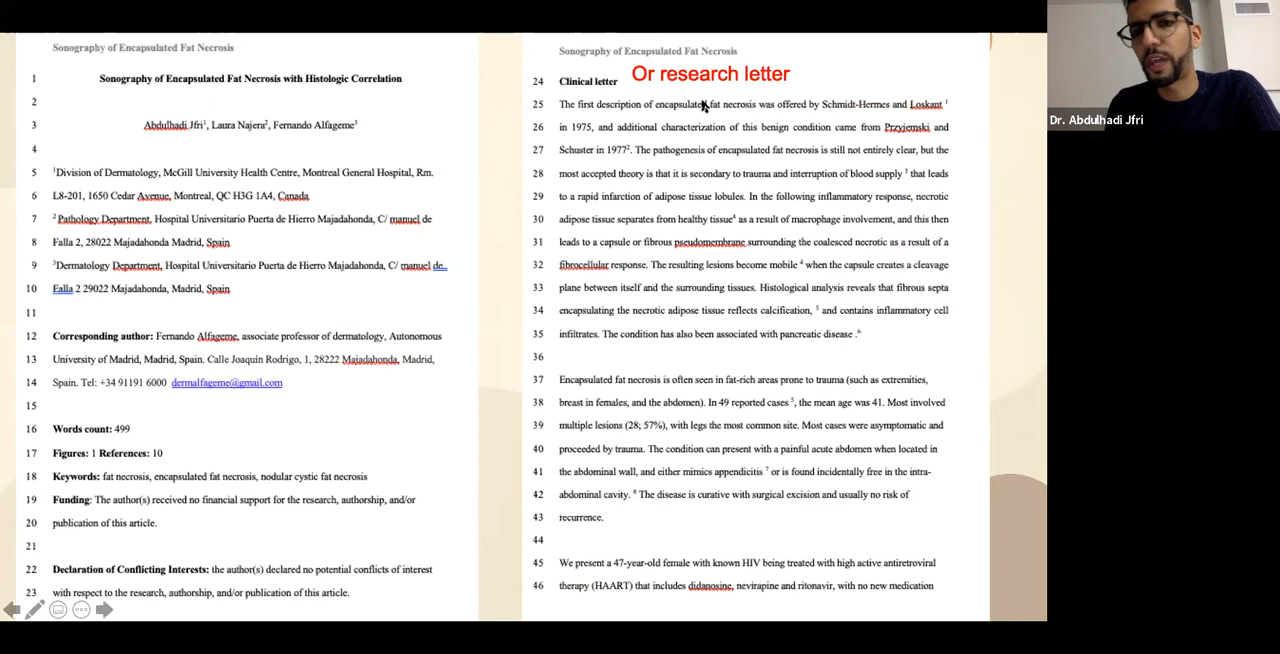 Sonography of Encapsulated Fat Necrosis
1 Sonography of Encapsulated Fat Necrosis with Histologic Correlation
2
3 Abdulhadi Jfri1, Laura Najera2, Fernando Alfageme3
4
5 1Division of Dermatology, McGill University Health Centre, Montreal General Hospital, Rm.
6 L8-201, 1650 Cedar Avenue, Montreal, QC H3G 1A4, Canada
7 2 Pathology Department, Hospital Universitario Puerta de Hierro Majadahonda, C/ manuel de
8 Falla 2, 28022 Majadahonda Madrid, Spain
9 3Dermatology Department, Hospital Universitario Puerta de Hierro Majadahonda, C/ manuel de
10 Falla 2 29022 Majadahonda, Madrid, Spain
11
12 Corresponding author: Fernando Alfageme, associate professor of dermatology, Autonomous
13 University of Madrid, Madrid, Spain. Calle Joaquín Rodrigo, 1, 28222 Majadahonda, Madrid,
14 Spain. Tel: +34 91191 6000 dermalfageme@gmail.com
15
16 Words count: 499
17 Figures: 1 References: 10
18 Keywords: fat necrosis, encapsulated fat necrosis, nodular cystic fat necrosis
19 Funding: The author(s) received no financial support for the research, authorship, and/or
20 publication of this article.
21
22 Declaration of Conflicting Interests: the author(s) declared no potential conflicts of interest
23 with respect to the research, authorship, and/or publication of this article.
Sonography of Encapsulated Fat Necrosis
24 Clinical letter Or research letter
25 The first description of encapsulated fat necrosis was offered by Schmidt-Hermes and Loskant 1
26 in 1975, and additional characterization of this benign condition came from Przyjemski and
27 Schuster in 19772. The pathogenesis of encapsulated fat necrosis is still not entirely clear, but the
28 most accepted theory is that it is secondary to trauma and interruption of blood supply 3 that leads
29 to a rapid infarction of adipose tissue lobules. In the following inflammatory response, necrotic
30 adipose tissue separates from healthy tissue4 as a result of macrophage involvement, and this then
31 leads to a capsule or fibrous pseudomembrane surrounding the coalesced necrotic as a result of a
32 fibrocellular response. The resulting lesions become mobile 4 when the capsule creates a cleavage
33 plane between itself and the surrounding tissues. Histological analysis reveals that fibrous septa
34 encapsulating the necrotic adipose tissue reflects calcification, 5 and contains inflammatory cell
35 infiltrates. The condition has also been associated with pancreatic disease .6
36
37 Encapsulated fat necrosis is often seen in fat-rich areas prone to trauma (such as extremities,
38 breast in females, and the abdomen). In 49 reported cases 5, the mean age was 41. Most involved
39 multiple lesions (28; 57%), with legs the most common site. Most cases were asymptomatic and
40 proceeded by trauma. The condition can present with a painful acute abdomen when located in
41 the abdominal wall, and either mimics appendicitis 7 or is found incidentally free in the intra-
42 abdominal cavity. 8 The disease is curative with surgical excision and usually no risk of
43 recurrence.
44
45 We present a 47-year-old female with known HIV being treated with high active antiretroviral
46 therapy (HAART) that includes didanosine, nevirapine and ritonavir, with no new medication
Dr. Abdulhadi Jfri